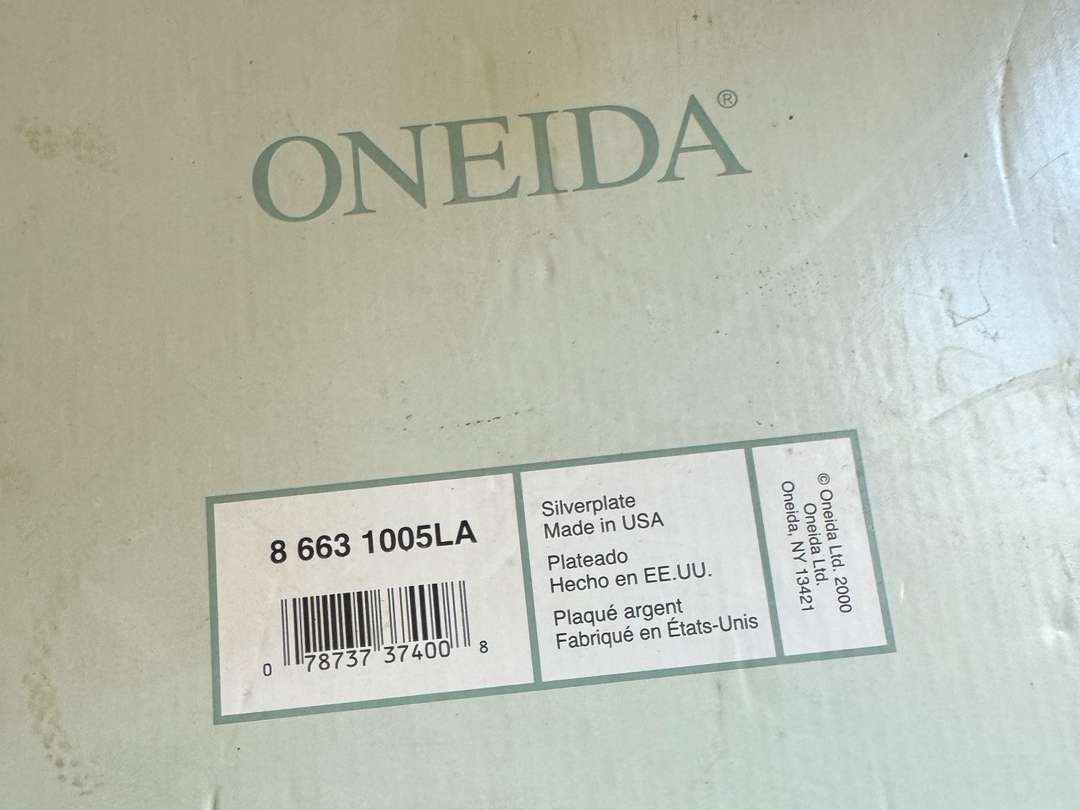 ONEIDA®
8 663 1005LA
0 78737 37400 8
Silverplate
Made in USA
Plateado
Hecho en EE.UU.
Plaqué argent
Fabriqué en États-Unis
© Oneida Ltd. 2000
Oneida Ltd.
Oneida, NY 13421